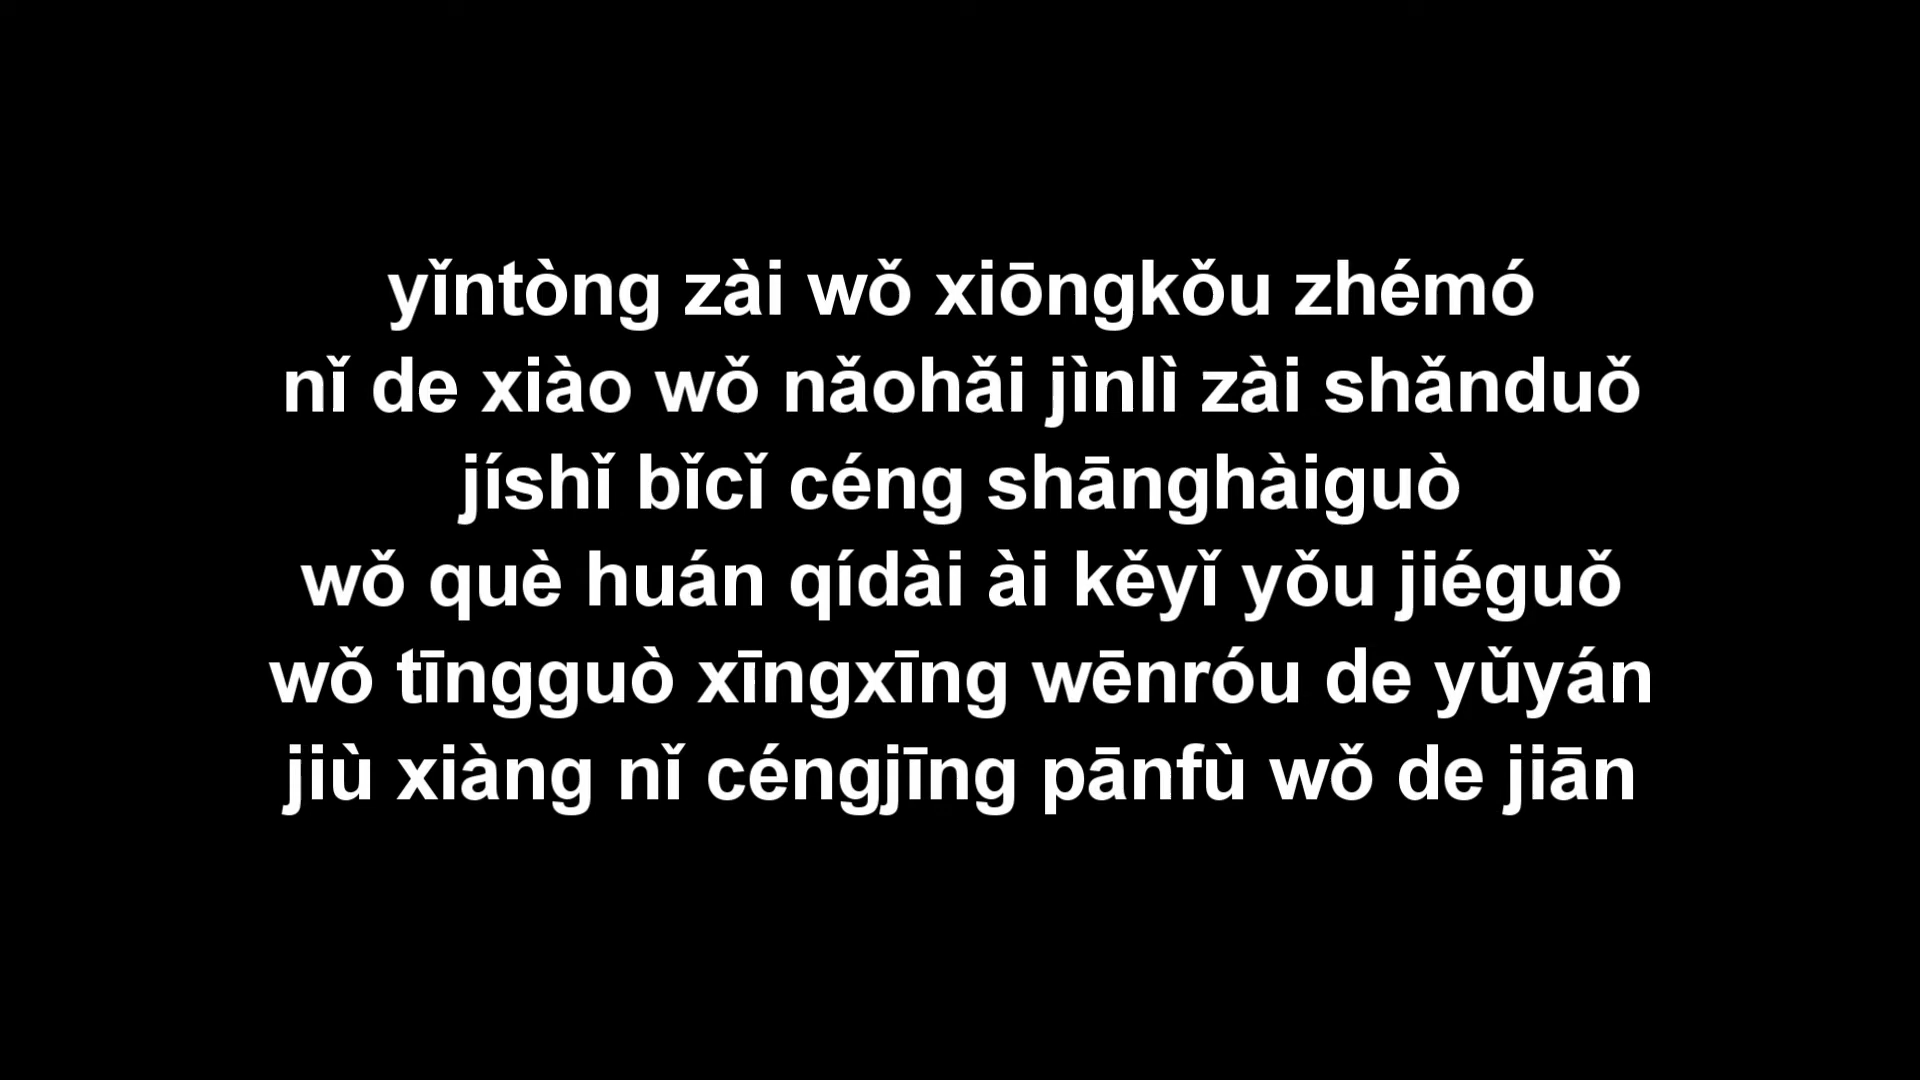 yǐntòng zài wǒ xiōngkǒu zhémó
nǐ de xiào wǒ nǎohǎi jìnlì zài shǎnduǒ
jíshǐ bǐcǐ céng shānghàiguò
wǒ què huán qídài ài kěyǐ yǒu jiéguǒ
wǒ tīngguò xīngxīng wēnróu de yǔyán
jiù xiàng nǐ céngjīng pānfù wǒ de jiān